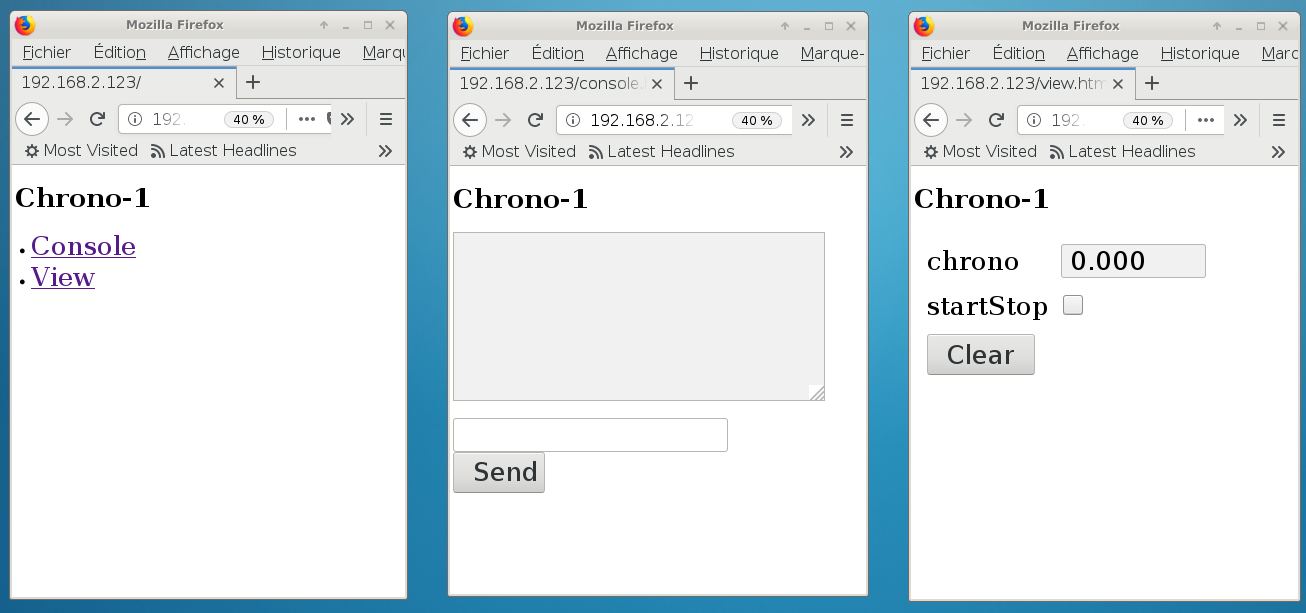 Mozilla Firefox
Fichier Édition Affichage Historique Marqu
192.168.2.123/
192. 40 %
Most Visited Latest Headlines
Chrono-1
Console
View
Mozilla Firefox
Fichier Édition Affichage Historique Marque-
192.168.2.123/console.
192.168.2.12 40 %
Most Visited Latest Headlines
Chrono-1
Send
Mozilla Firefox
Fichier Édition Affichage Historique Marc
192.168.2.123/view.htm
192. 40 %
Most Visited Latest Headlines
Chrono-1
chrono 0.000
startStop
Clear